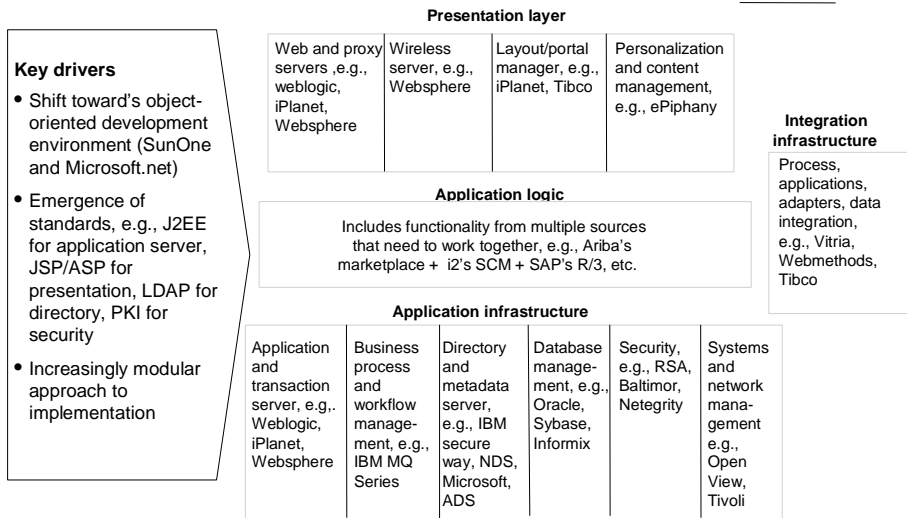 Presentation layer
Key drivers
• Shift toward's object-
oriented development
environment (SunOne
and Microsoft.net)
• Emergence of
standards, e.g., J2EE
for application server,
JSP/ASP for
presentation, LDAP for
directory, PKI for
security
• Increasingly modular
approach to
implementation
Web and proxy
servers ,e.g.,
weblogic,
iPlanet,
Websphere
Wireless
server, e.g.,
Websphere
Layout/portal
manager, e.g.,
iPlanet, Tibco
Personalization
and content
management,
e.g., ePiphany
Integration
infrastructure
Process,
applications,
adapters, data
integration,
e.g., Vitria,
Webmethods,
Tibco
Application logic
Includes functionality from multiple sources
that need to work together, e.g., Ariba's
marketplace + i2's SCM + SAP's R/3, etc.
Application infrastructure
Application
and
transaction
server, e.g,.
Weblogic,
iPlanet,
Websphere
Business
process
and
workflow
manage-
ment, e.g.,
IBM MQ
Series
Directory
and
metadata
server,
e.g., IBM
secure
way, NDS,
Microsoft,
ADS
Database
manage-
ment, e.g.,
Oracle,
Sybase,
Informix
Security,
e.g., RSA,
Baltimor,
Netegrity
Systems
and
network
mana-
gement
e.g.,
Open
View,
Tivoli